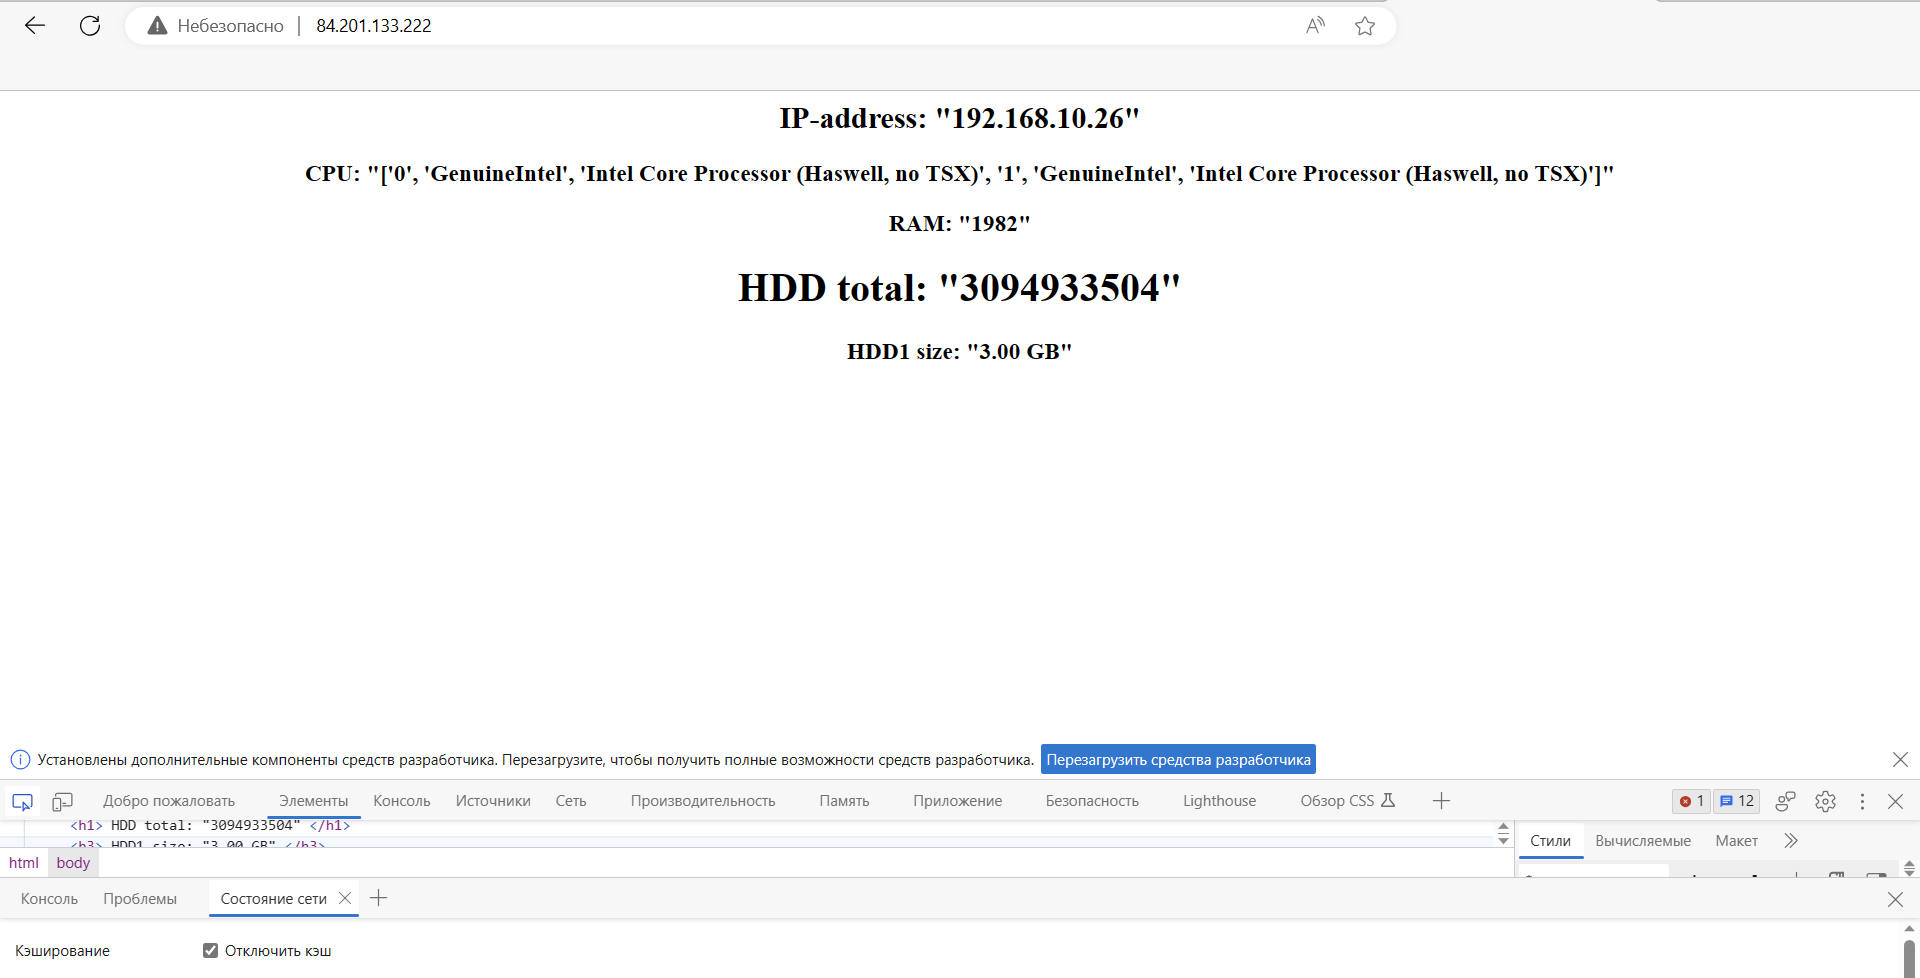 Небезопасно 84.201.133.222
IP-address: "192.168.10.26"
CPU: "['0', 'GenuineIntel', 'Intel Core Processor (Haswell, no TSX)', '1', 'GenuineIntel', 'Intel Core Processor (Haswell, no TSX)']"
RAM: "1982"
HDD total: "3094933504"
HDD1 size: "3.00 GB"
Установлены дополнительные компоненты средств разработчика. Перезагрузите, чтобы получить полные возможности средств разработчика. Перезагрузить средства разработчика
Добро пожаловать Элементы Консоль Источники Сеть Производительность Память Приложение Безопасность Lighthouse Обзор CSS 1 12
<h1> HDD total: "3094933504" </h1>
<h3> HDD1 size: "3.00 GB" </h3>
Стили Вычисляемые Макет
html body
Консоль Проблемы Состояние сети
Кэширование Отключить кэш